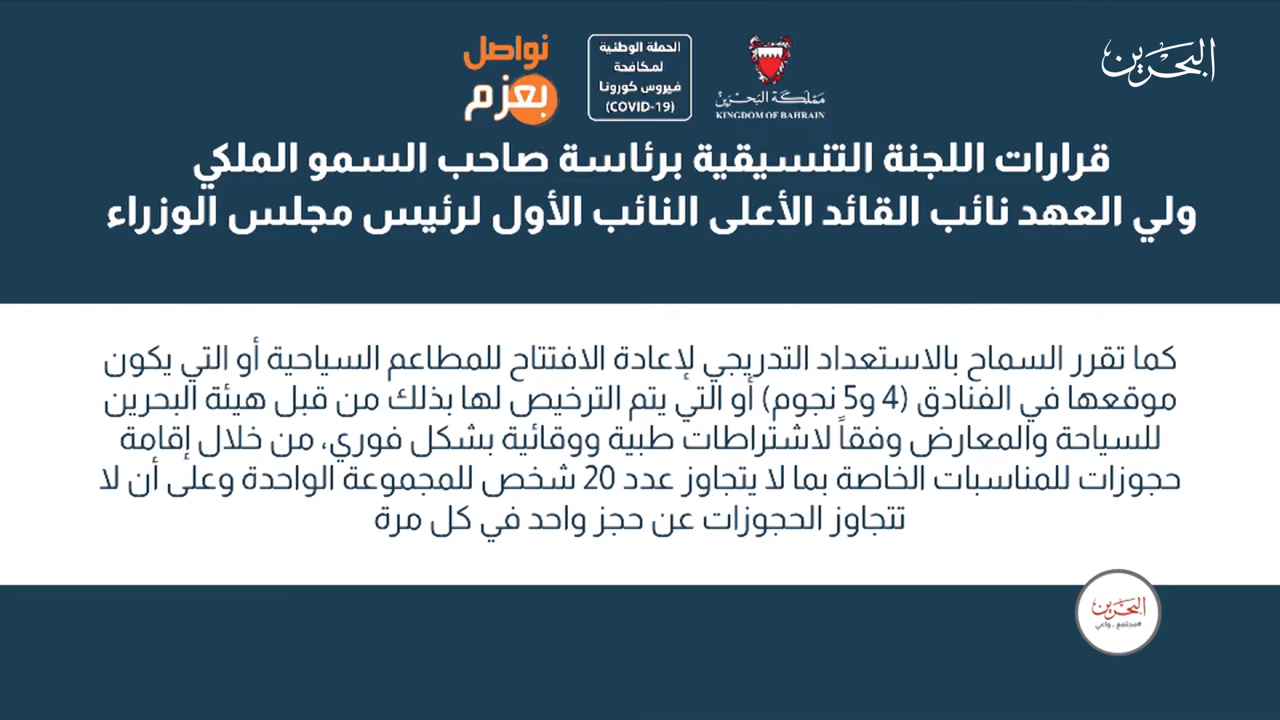 البحرين
مملكة البحرين
KINGDOM OF BAHRAIN
الحملة الوطنية
لمكافحة
فيروس كورونا
(COVID-19)
نواصل
بعزم
قرارات اللجنة التنسيقية برئاسة صاحب السمو الملكي
ولي العهد نائب القائد الأعلى النائب الأول لرئيس مجلس الوزراء
كما تقرر السماح بالاستعداد التدريجي لإعادة الافتتاح للمطاعم السياحية أو التي يكون
موقعها في الفنادق (4 و5 نجوم) أو التي يتم الترخيص لها بذلك من قبل هيئة البحرين
للسياحة والمعارض وفقاً لاشتراطات طبية ووقائية بشكل فوري، من خلال إقامة
حجوزات للمناسبات الخاصة بما لا يتجاوز عدد 20 شخص للمجموعة الواحدة وعلى أن لا
تتجاوز الحجوزات عن حجز واحد في كل مرة
البحرين
#مجتمع_واعي